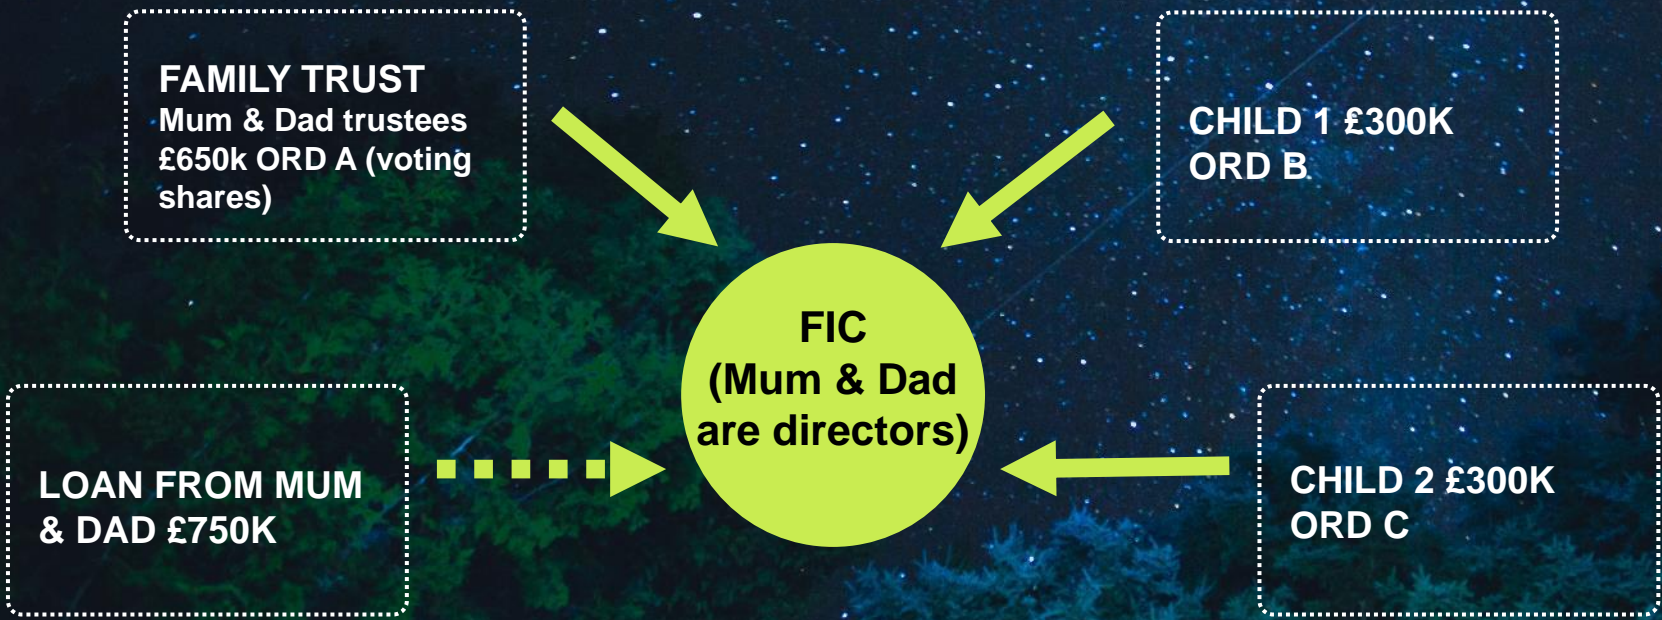 FAMILY TRUST
Mum & Dad trustees
£650k ORD A (voting
shares)
CHILD 1 £300K
ORD B
FIC
(Mum & Dad
are directors)
LOAN FROM MUM
& DAD £750K
CHILD 2 £300K
ORD C